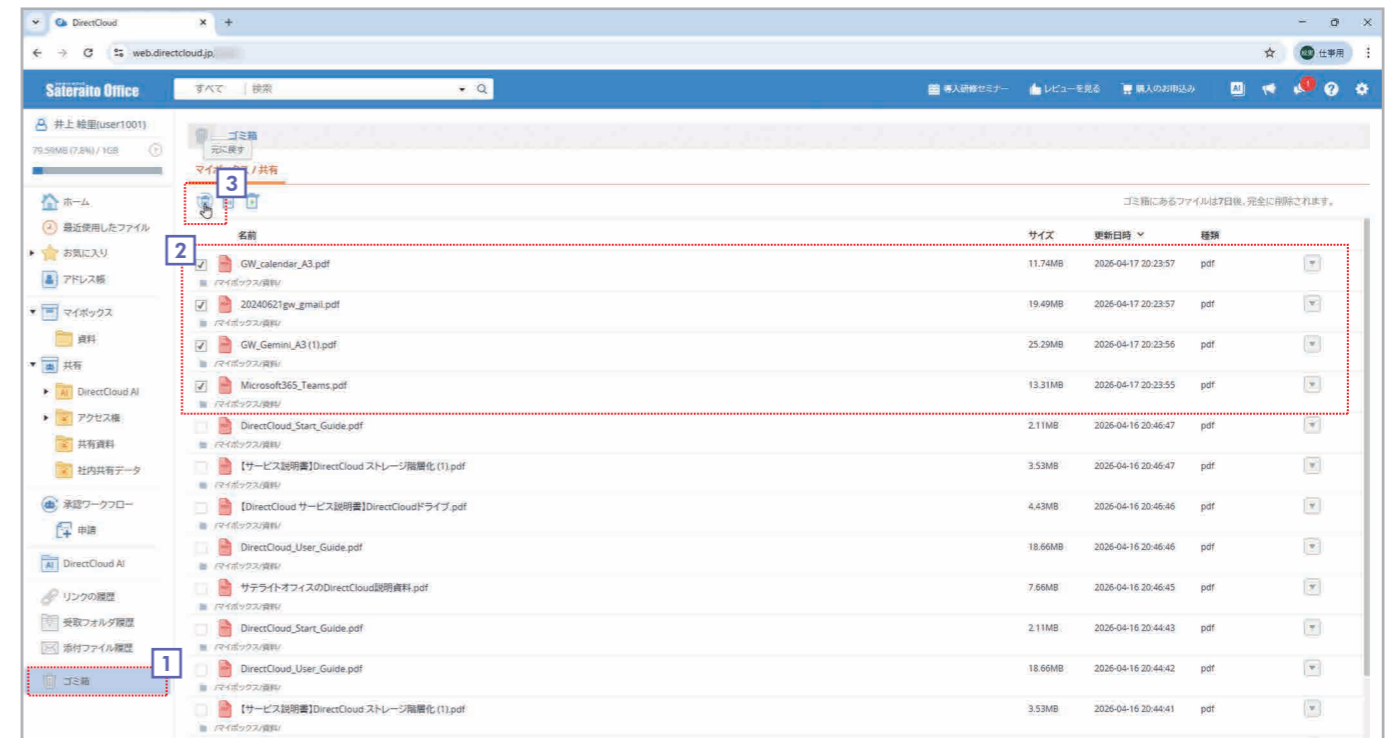 DirectCloud
web.directcloud.jp
仕事用
Sateraito Office
すべて 検索
導入研修セミナー レビューを見る 購入のお申込み AI 1
井上 絵里(user1001)
79.59MB (7.8%) / 1GB
ゴミ箱
元に戻す
マイボックス / 共有
3
ゴミ箱にあるファイルは7日後、完全に削除されます。
ホーム
最近使用したファイル
お気に入り
アドレス帳
マイボックス
資料
共有
DirectCloud AI
アクセス権
共有資料
社内共有データ
承認ワークフロー
申請
DirectCloud AI
リンクの履歴
受取フォルダ履歴
添付ファイル履歴
1
ゴミ箱
名前 サイズ 更新日時 種類
2
GW_calendar_A3.pdf 11.74MB 2026-04-17 20:23:57 pdf
/マイボックス/資料/
20240621gw_gmail.pdf 19.49MB 2026-04-17 20:23:57 pdf
/マイボックス/資料/
GW_Gemini_A3 (1).pdf 25.29MB 2026-04-17 20:23:56 pdf
/マイボックス/資料/
Microsoft365_Teams.pdf 13.31MB 2026-04-17 20:23:55 pdf
/マイボックス/資料/
DirectCloud_Start_Guide.pdf 2.11MB 2026-04-16 20:46:47 pdf
/マイボックス/資料/
【サービス説明書】DirectCloud ストレージ階層化 (1).pdf 3.53MB 2026-04-16 20:46:47 pdf
/マイボックス/資料/
【DirectCloud サービス説明書】DirectCloudドライブ.pdf 4.43MB 2026-04-16 20:46:46 pdf
/マイボックス/資料/
DirectCloud_User_Guide.pdf 18.66MB 2026-04-16 20:46:46 pdf
/マイボックス/資料/
サテライトオフィスのDirectCloud説明資料.pdf 7.66MB 2026-04-16 20:46:45 pdf
/マイボックス/資料/
DirectCloud_Start_Guide.pdf 2.11MB 2026-04-16 20:44:43 pdf
/マイボックス/資料/
DirectCloud_User_Guide.pdf 18.66MB 2026-04-16 20:44:42 pdf
/マイボックス/資料/
【サービス説明書】DirectCloud ストレージ階層化 (1).pdf 3.53MB 2026-04-16 20:44:41 pdf
/マイボックス/資料/